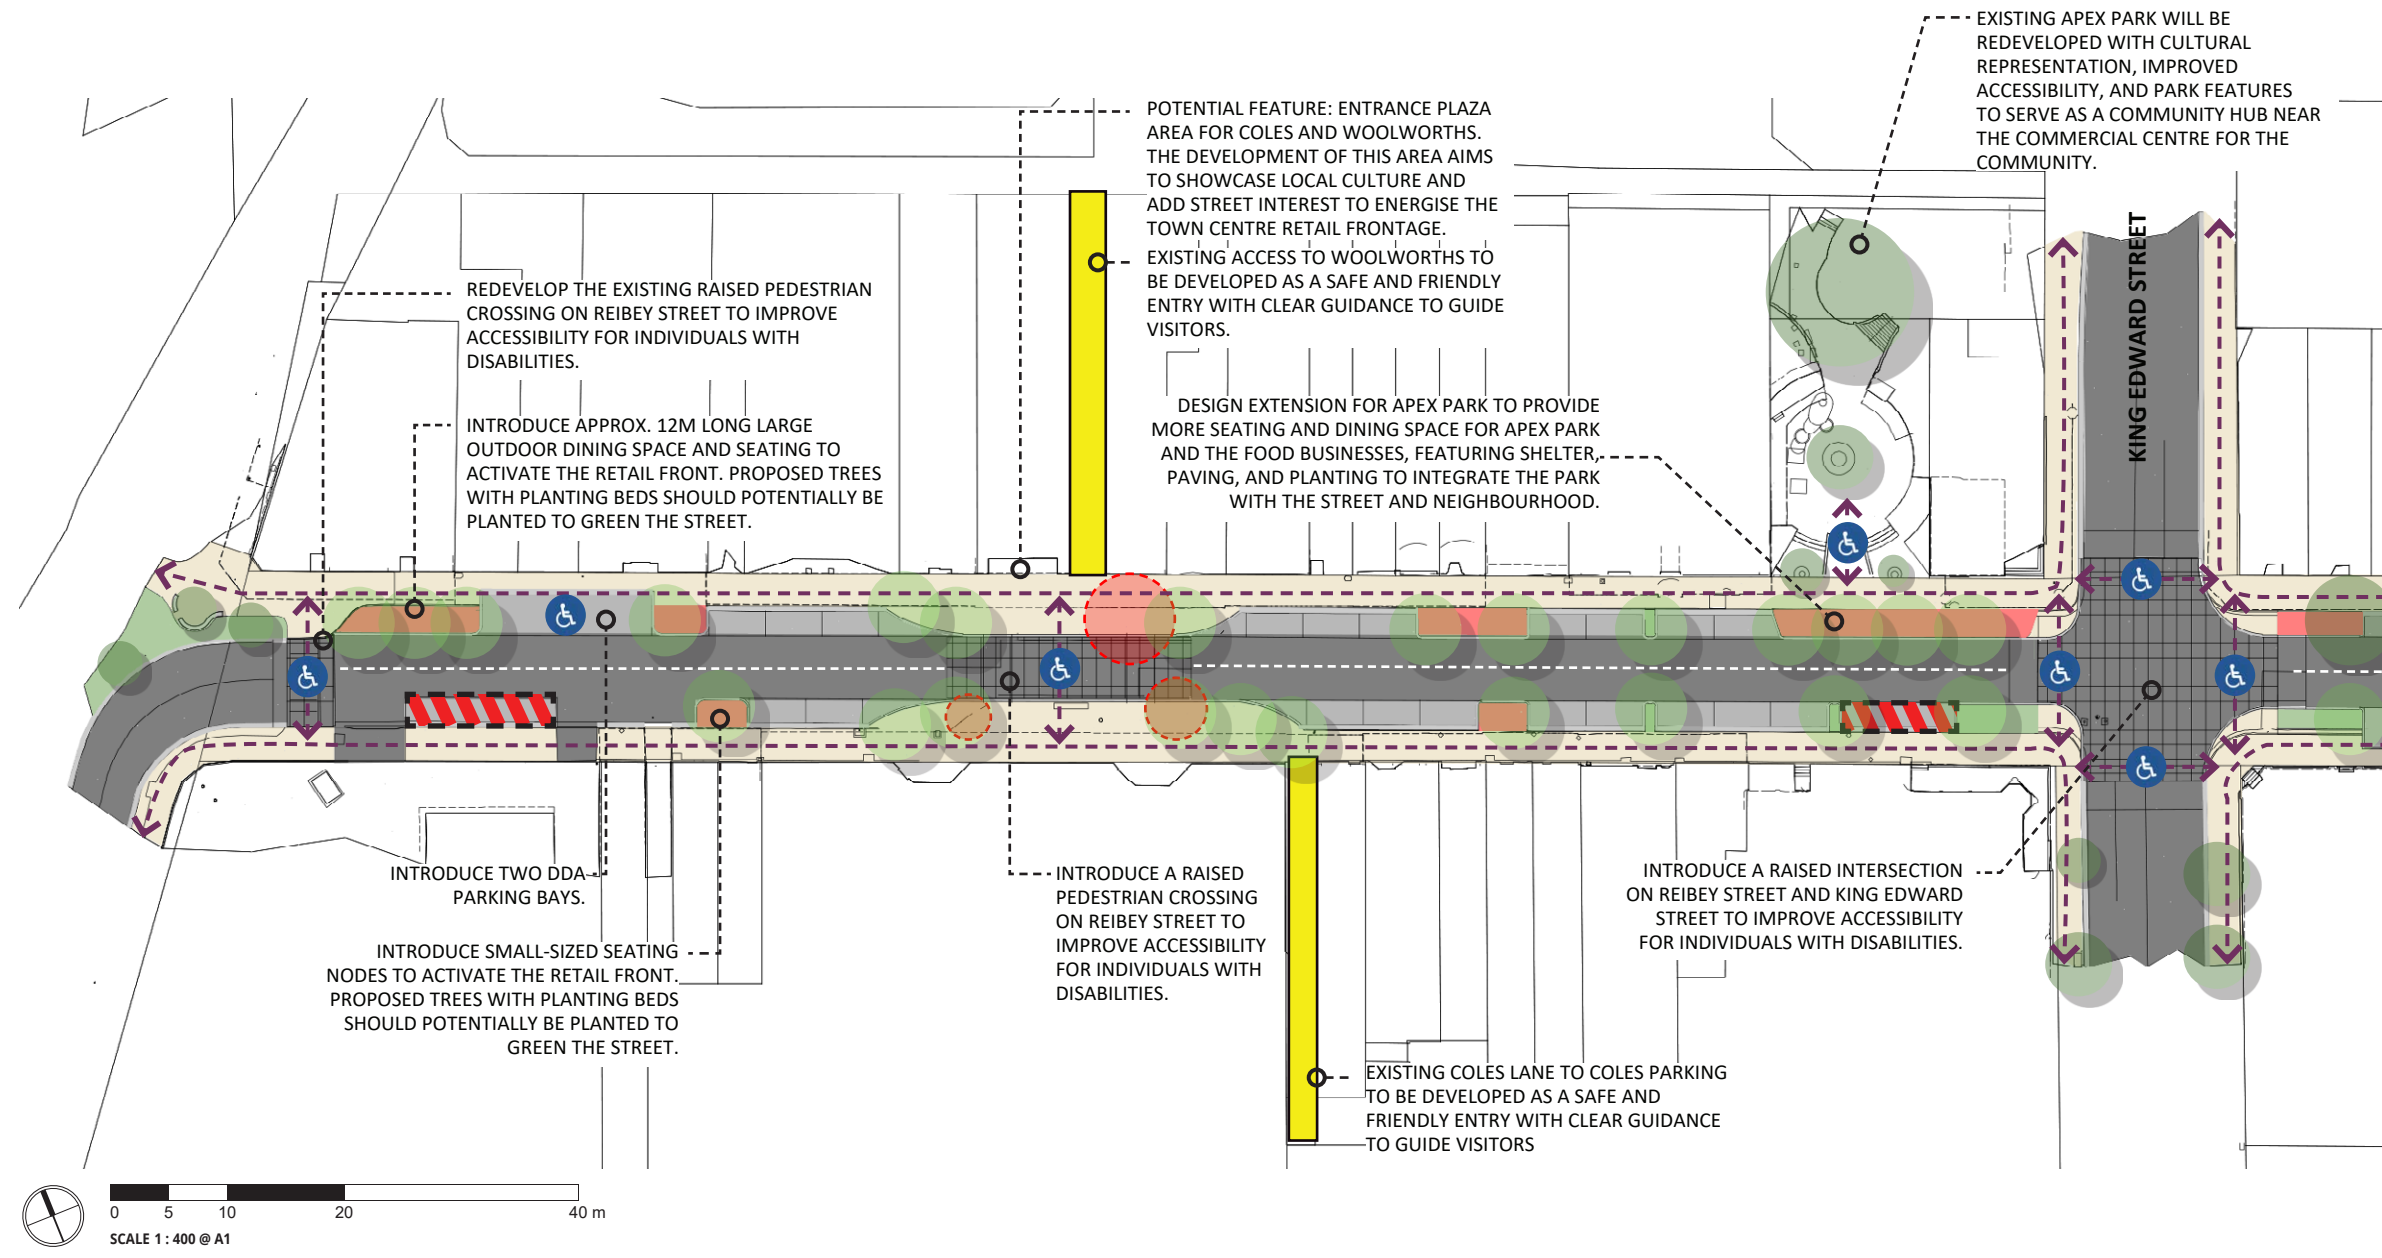 EXISTING APEX PARK WILL BE
REDEVELOPED WITH CULTURAL
REPRESENTATION, IMPROVED
ACCESSIBILITY, AND PARK FEATURES
TO SERVE AS A COMMUNITY HUB NEAR
THE COMMERCIAL CENTRE FOR THE
COMMUNITY.
POTENTIAL FEATURE: ENTRANCE PLAZA
AREA FOR COLES AND WOOLWORTHS.
THE DEVELOPMENT OF THIS AREA AIMS
TO SHOWCASE LOCAL CULTURE AND
ADD STREET INTEREST TO ENERGISE THE
TOWN CENTRE RETAIL FRONTAGE.
EXISTING ACCESS TO WOOLWORTHS TO
BE DEVELOPED AS A SAFE AND FRIENDLY
ENTRY WITH CLEAR GUIDANCE TO GUIDE
VISITORS.
KING EDWARD STREET
REDEVELOP THE EXISTING RAISED PEDESTRIAN
CROSSING ON REIBEY STREET TO IMPROVE
ACCESSIBILITY FOR INDIVIDUALS WITH
DISABILITIES.
INTRODUCE APPROX. 12M LONG LARGE
OUTDOOR DINING SPACE AND SEATING TO
ACTIVATE THE RETAIL FRONT. PROPOSED TREES
WITH PLANTING BEDS SHOULD POTENTIALLY BE
PLANTED TO GREEN THE STREET.
DESIGN EXTENSION FOR APEX PARK TO PROVIDE
MORE SEATING AND DINING SPACE FOR APEX PARK
AND THE FOOD BUSINESSES, FEATURING SHELTER,
PAVING, AND PLANTING TO INTEGRATE THE PARK
WITH THE STREET AND NEIGHBOURHOOD.
INTRODUCE TWO DDA
PARKING BAYS.
INTRODUCE SMALL-SIZED SEATING
NODES TO ACTIVATE THE RETAIL FRONT.
PROPOSED TREES WITH PLANTING BEDS
SHOULD POTENTIALLY BE PLANTED TO
GREEN THE STREET.
INTRODUCE A RAISED
PEDESTRIAN CROSSING
ON REIBEY STREET TO
IMPROVE ACCESSIBILITY
FOR INDIVIDUALS WITH
DISABILITIES.
INTRODUCE A RAISED INTERSECTION
ON REIBEY STREET AND KING EDWARD
STREET TO IMPROVE ACCESSIBILITY
FOR INDIVIDUALS WITH DISABILITIES.
EXISTING COLES LANE TO COLES PARKING
TO BE DEVELOPED AS A SAFE AND
FRIENDLY ENTRY WITH CLEAR GUIDANCE
TO GUIDE VISITORS
0 5 10 20 40 m
SCALE 1 : 400 @ A1